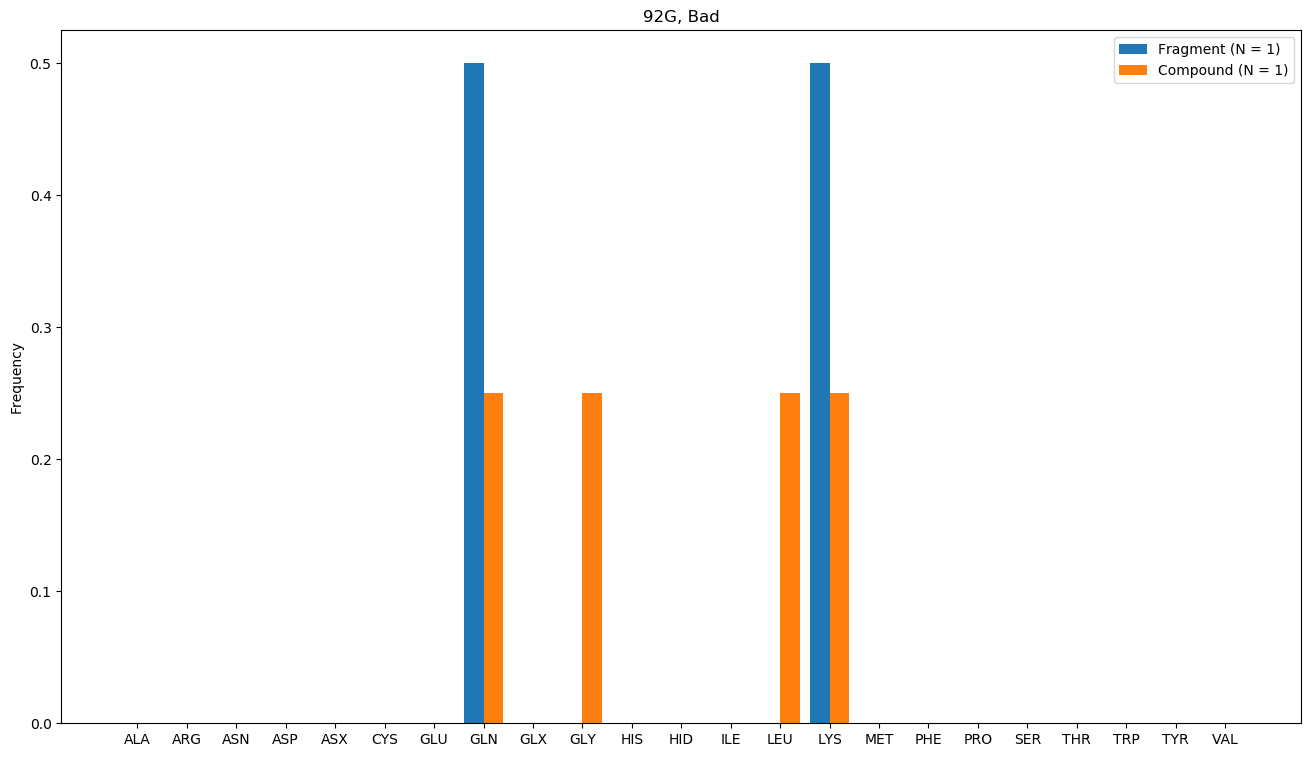 92G, Bad
Fragment (N = 1)
Compound (N = 1)
Frequency
0.5
0.4
0.3
0.2
0.1
0.0
ALA ARG ASN ASP ASX CYS GLU GLN GLX GLY HIS HID ILE LEU LYS MET PHE PRO SER THR TRP TYR VAL